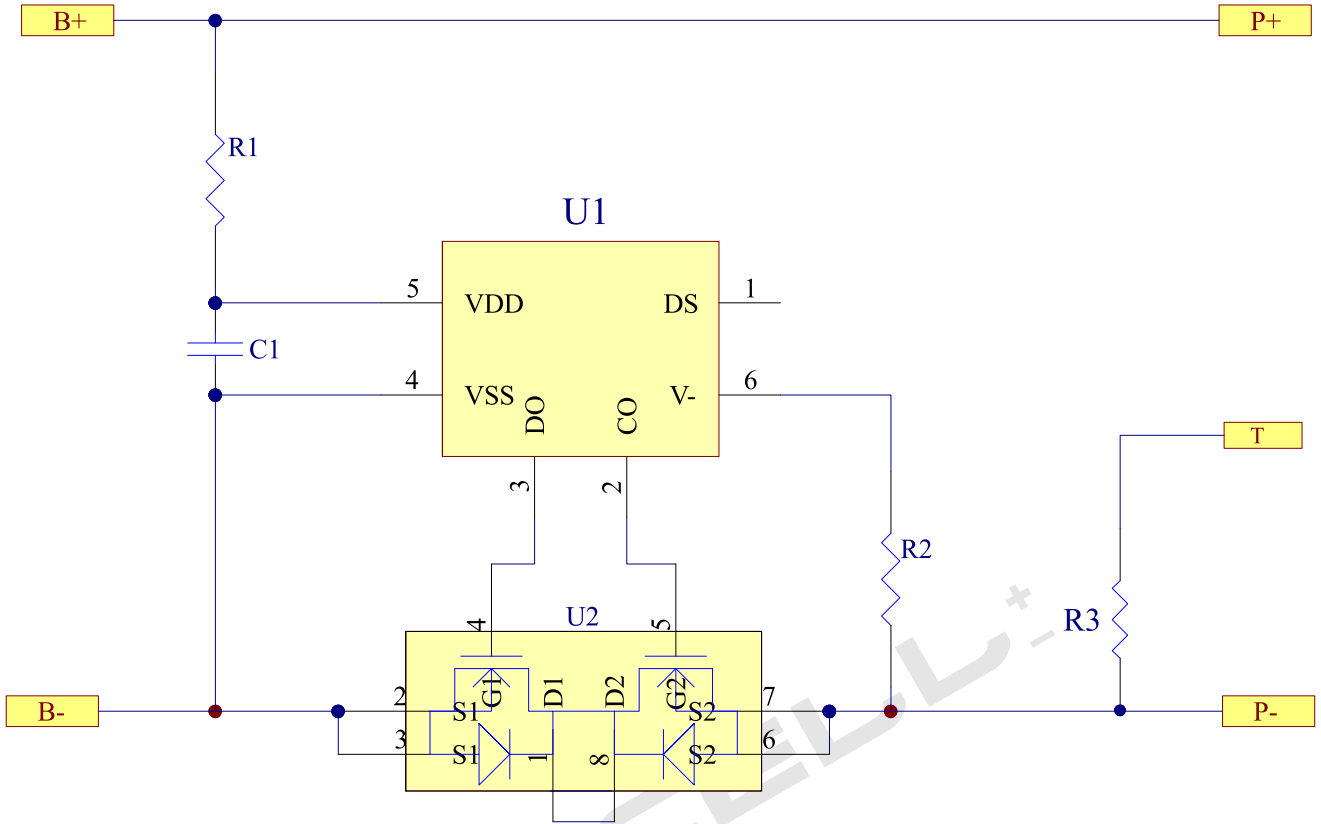 B+
P+
R1
U1
5
VDD
DS
1
C1
4
VSS
V-
6
DO
CO
3
2
T
R2
R3
U2
4
5
2
G1
D1
D2
G2
7
B-
S1
S2
P-
3
S1
1
8
S2
6